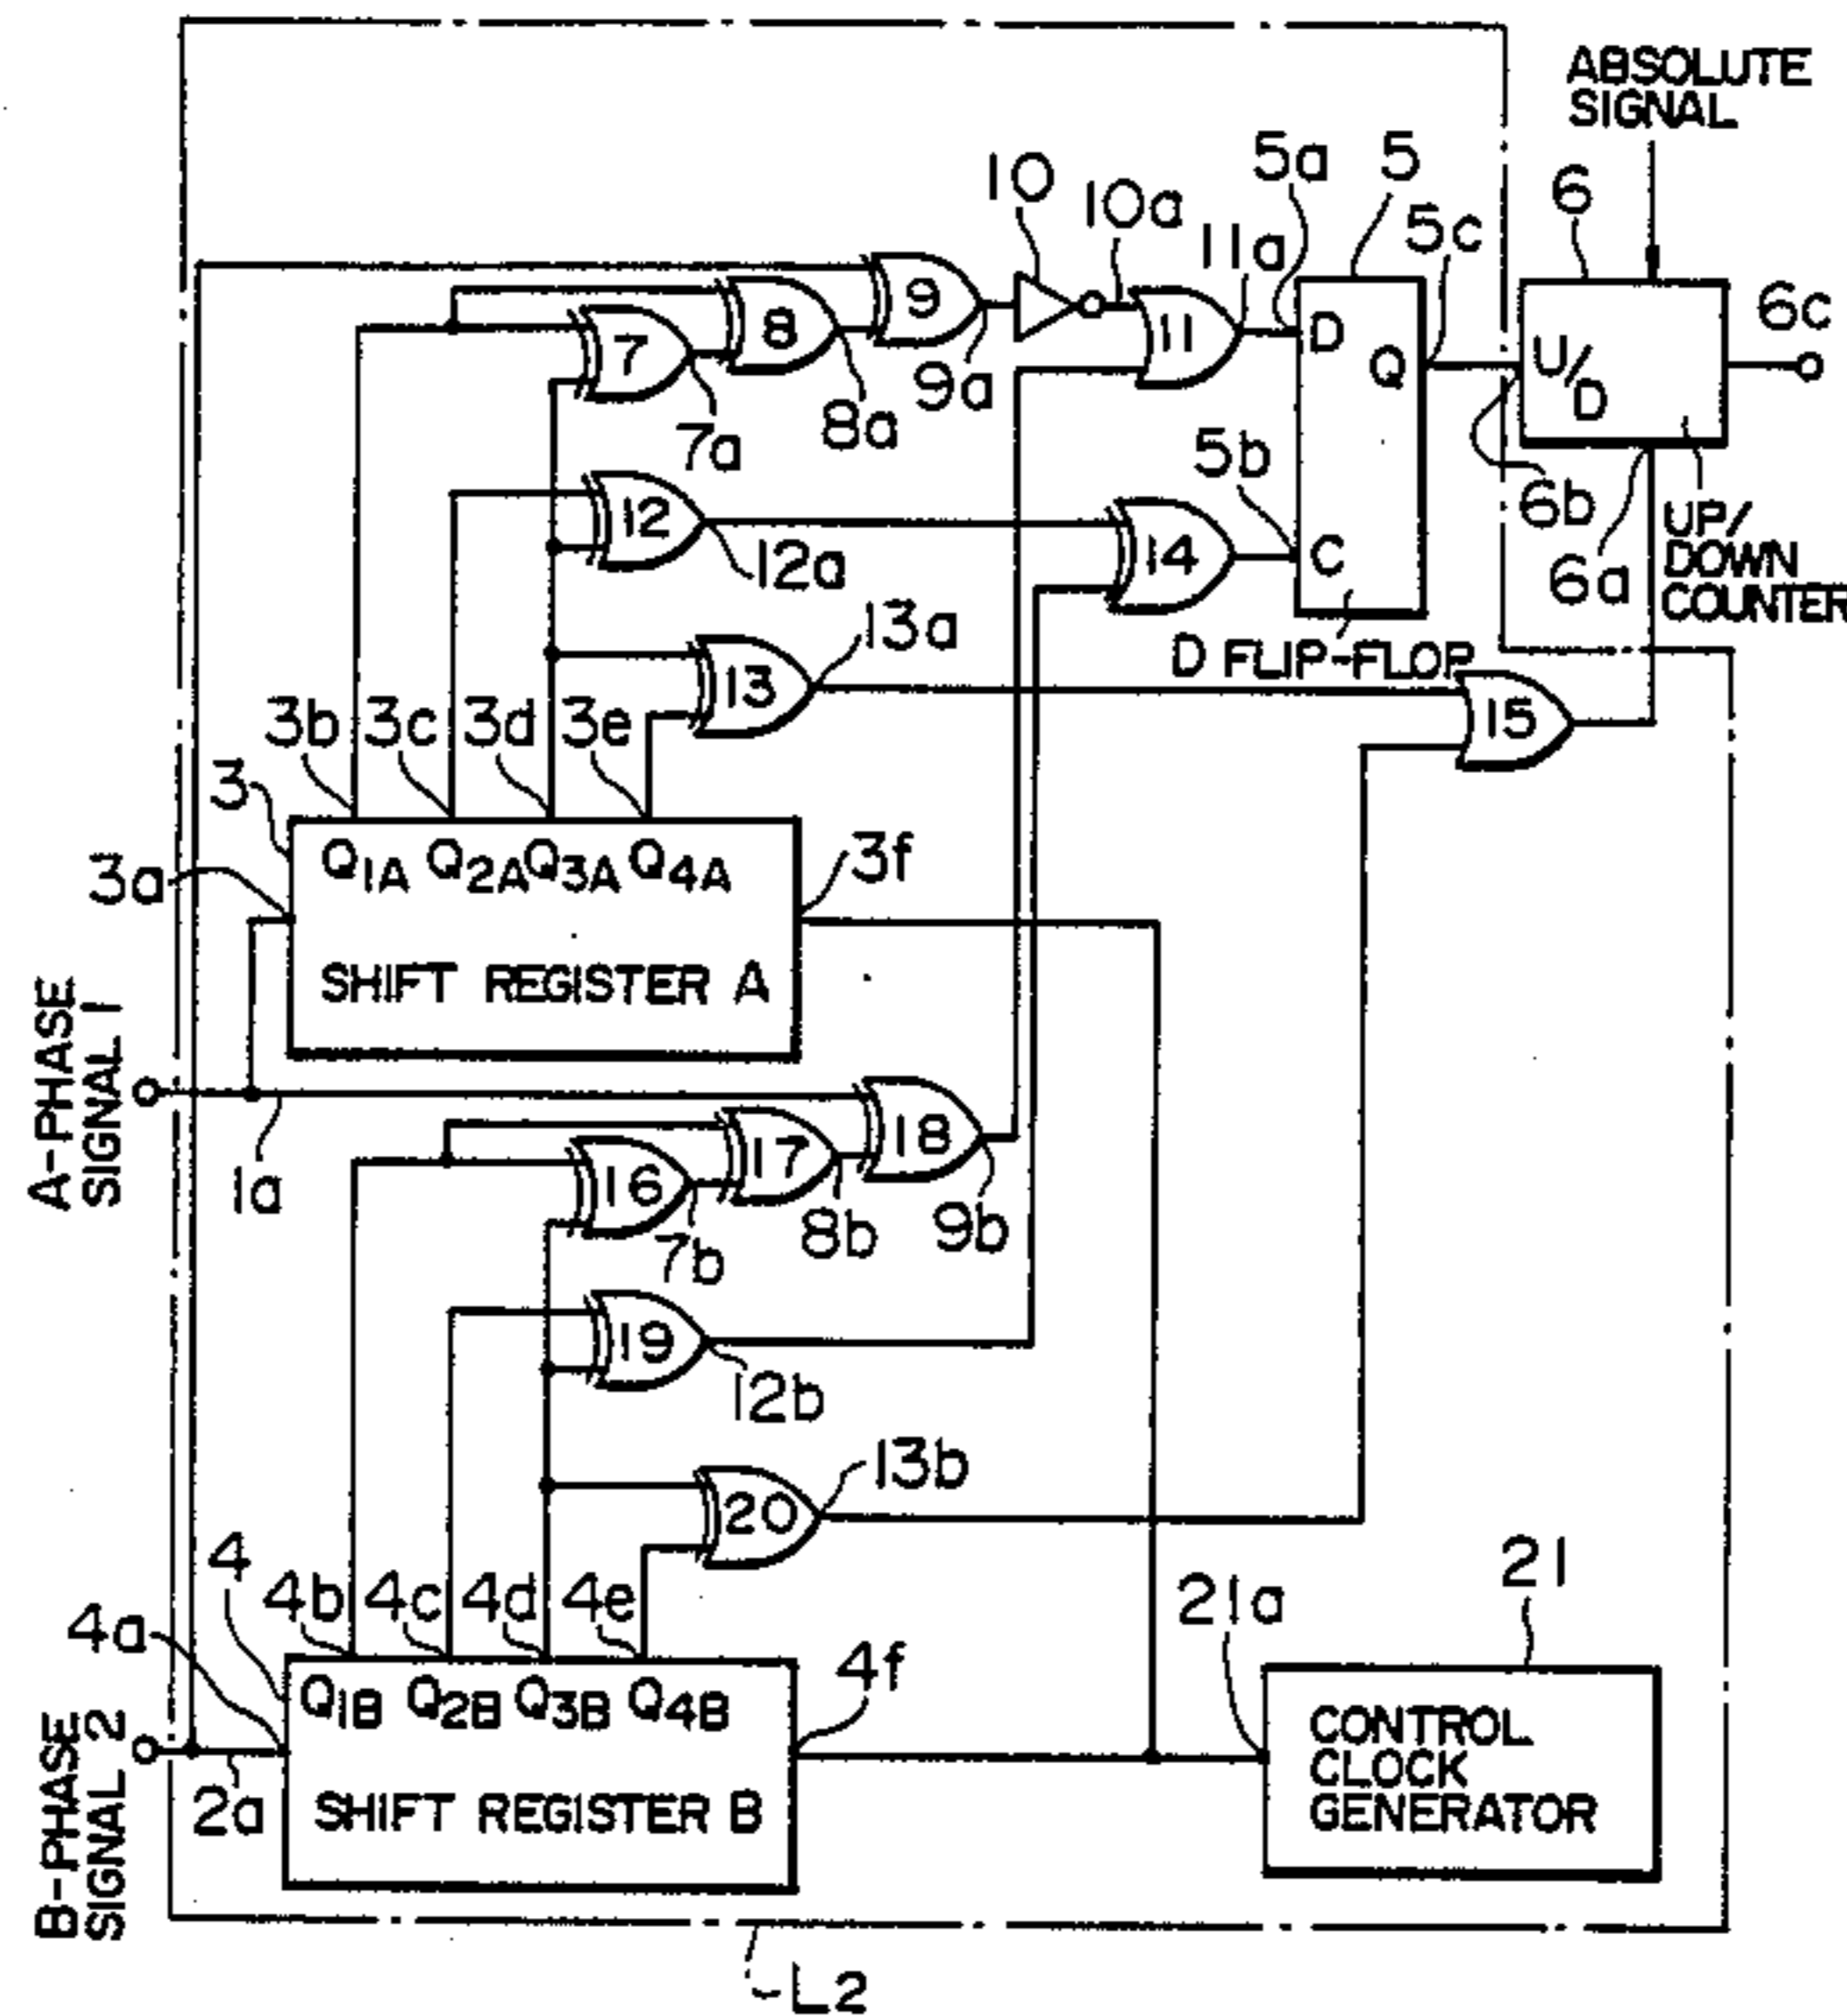 ABSOLUTE
SIGNAL
10
10a
5a
5
6
11a
5c
6c
9
8
7
11
D
Q
U/D
9a
8a
7a
5b
6b
6a
UP/
DOWN
COUNTER
12
12a
14
C
13a
D FLIP-FLOP
13
15
3b
3c
3d
3e
3
3a
Q1A
Q2A
Q3A
Q4A
3f
SHIFT REGISTER A
A-PHASE
SIGNAL 1
1a
18
17
16
9b
8b
7b
19
12b
13b
20
21
21a
4
4b
4c
4d
4e
4a
4f
Q1B
Q2B
Q3B
Q4B
SHIFT REGISTER B
CONTROL
CLOCK
GENERATOR
B-PHASE
SIGNAL 2
2a
L2